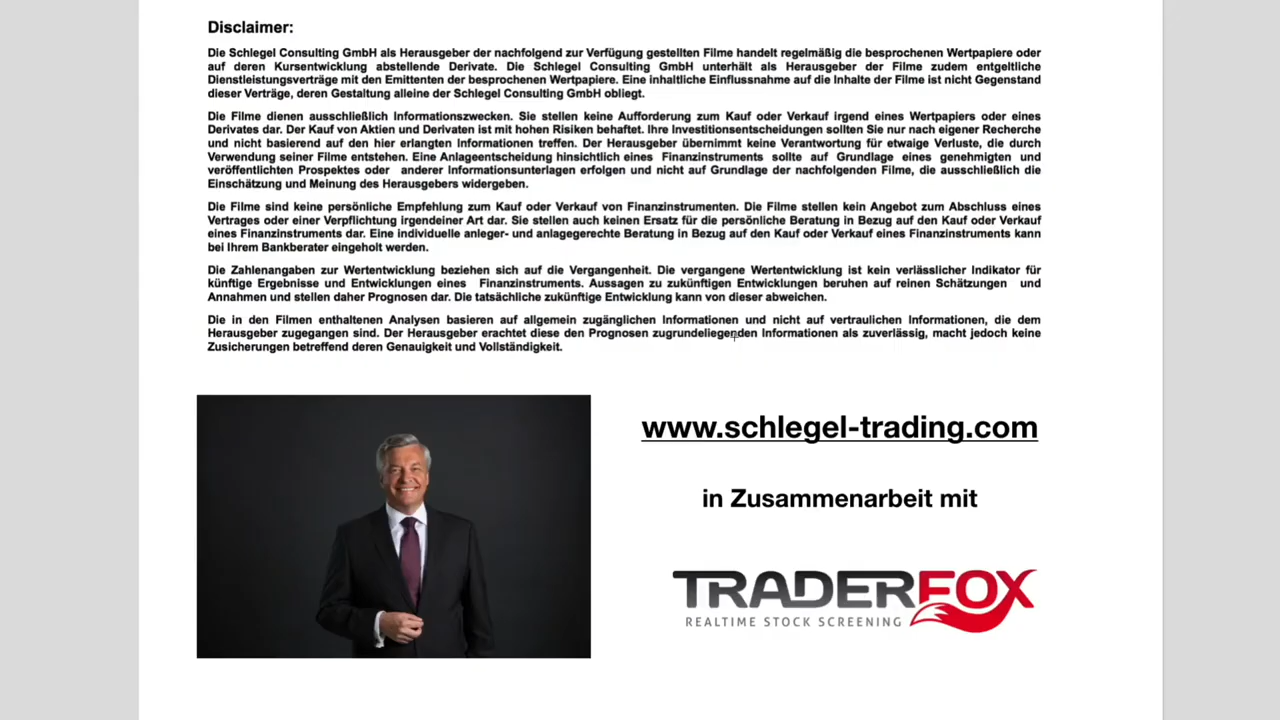 Disclaimer:
Die Schlegel Consulting GmbH als Herausgeber der nachfolgend zur Verfügung gestellten Filme handelt regelmäßig die besprochenen Wertpapiere oder
auf deren Kursentwicklung abstellende Derivate. Die Schlegel Consulting GmbH unterhält als Herausgeber der Filme zudem entgeltliche
Dienstleistungsverträge mit den Emittenten der besprochenen Wertpapiere. Eine inhaltliche Einflussnahme auf die Inhalte der Filme ist nicht Gegenstand
dieser Verträge, deren Gestaltung alleine der Schlegel Consulting GmbH obliegt.
Die Filme dienen ausschließlich Informationszwecken. Sie stellen keine Aufforderung zum Kauf oder Verkauf irgend eines Wertpapiers oder eines
Derivates dar. Der Kauf von Aktien und Derivaten ist mit hohen Risiken behaftet. Ihre Investitionsentscheidungen sollten Sie nur nach eigener Recherche
und nicht basierend auf den hier erlangten Informationen treffen. Der Herausgeber übernimmt keine Verantwortung für etwaige Verluste, die durch
Verwendung seiner Filme entstehen. Eine Anlageentscheidung hinsichtlich eines Finanzinstruments sollte auf Grundlage eines genehmigten und
veröffentlichten Prospektes oder anderer Informationsunterlagen erfolgen und nicht auf Grundlage der nachfolgenden Filme, die ausschließlich die
Einschätzung und Meinung des Herausgebers widergeben.
Die Filme sind keine persönliche Empfehlung zum Kauf oder Verkauf von Finanzinstrumenten. Die Filme stellen kein Angebot zum Abschluss eines
Vertrages oder einer Verpflichtung irgendeiner Art dar. Sie stellen auch keinen Ersatz für die persönliche Beratung in Bezug auf den Kauf oder Verkauf
eines Finanzinstruments dar. Eine individuelle anleger- und anlagegerechte Beratung in Bezug auf den Kauf oder Verkauf eines Finanzinstruments kann
bei Ihrem Bankberater eingeholt werden.
Die Zahlenangaben zur Wertentwicklung beziehen sich auf die Vergangenheit. Die vergangene Wertentwicklung ist kein verlässlicher Indikator für
künftige Ergebnisse und Entwicklungen eines Finanzinstruments. Aussagen zu zukünftigen Entwicklungen beruhen auf reinen Schätzungen und
Annahmen und stellen daher Prognosen dar. Die tatsächliche zukünftige Entwicklung kann von dieser abweichen.
Die in den Filmen enthaltenen Analysen basieren auf allgemein zugänglichen Informationen und nicht auf vertraulichen Informationen, die dem
Herausgeber zugegangen sind. Der Herausgeber erachtet diese den Prognosen zugrundeliegenden Informationen als zuverlässig, macht jedoch keine
Zusicherungen betreffend deren Genauigkeit und Vollständigkeit.
www.schlegel-trading.com
in Zusammenarbeit mit
TRADERFOX
REALTIME STOCK SCREENING